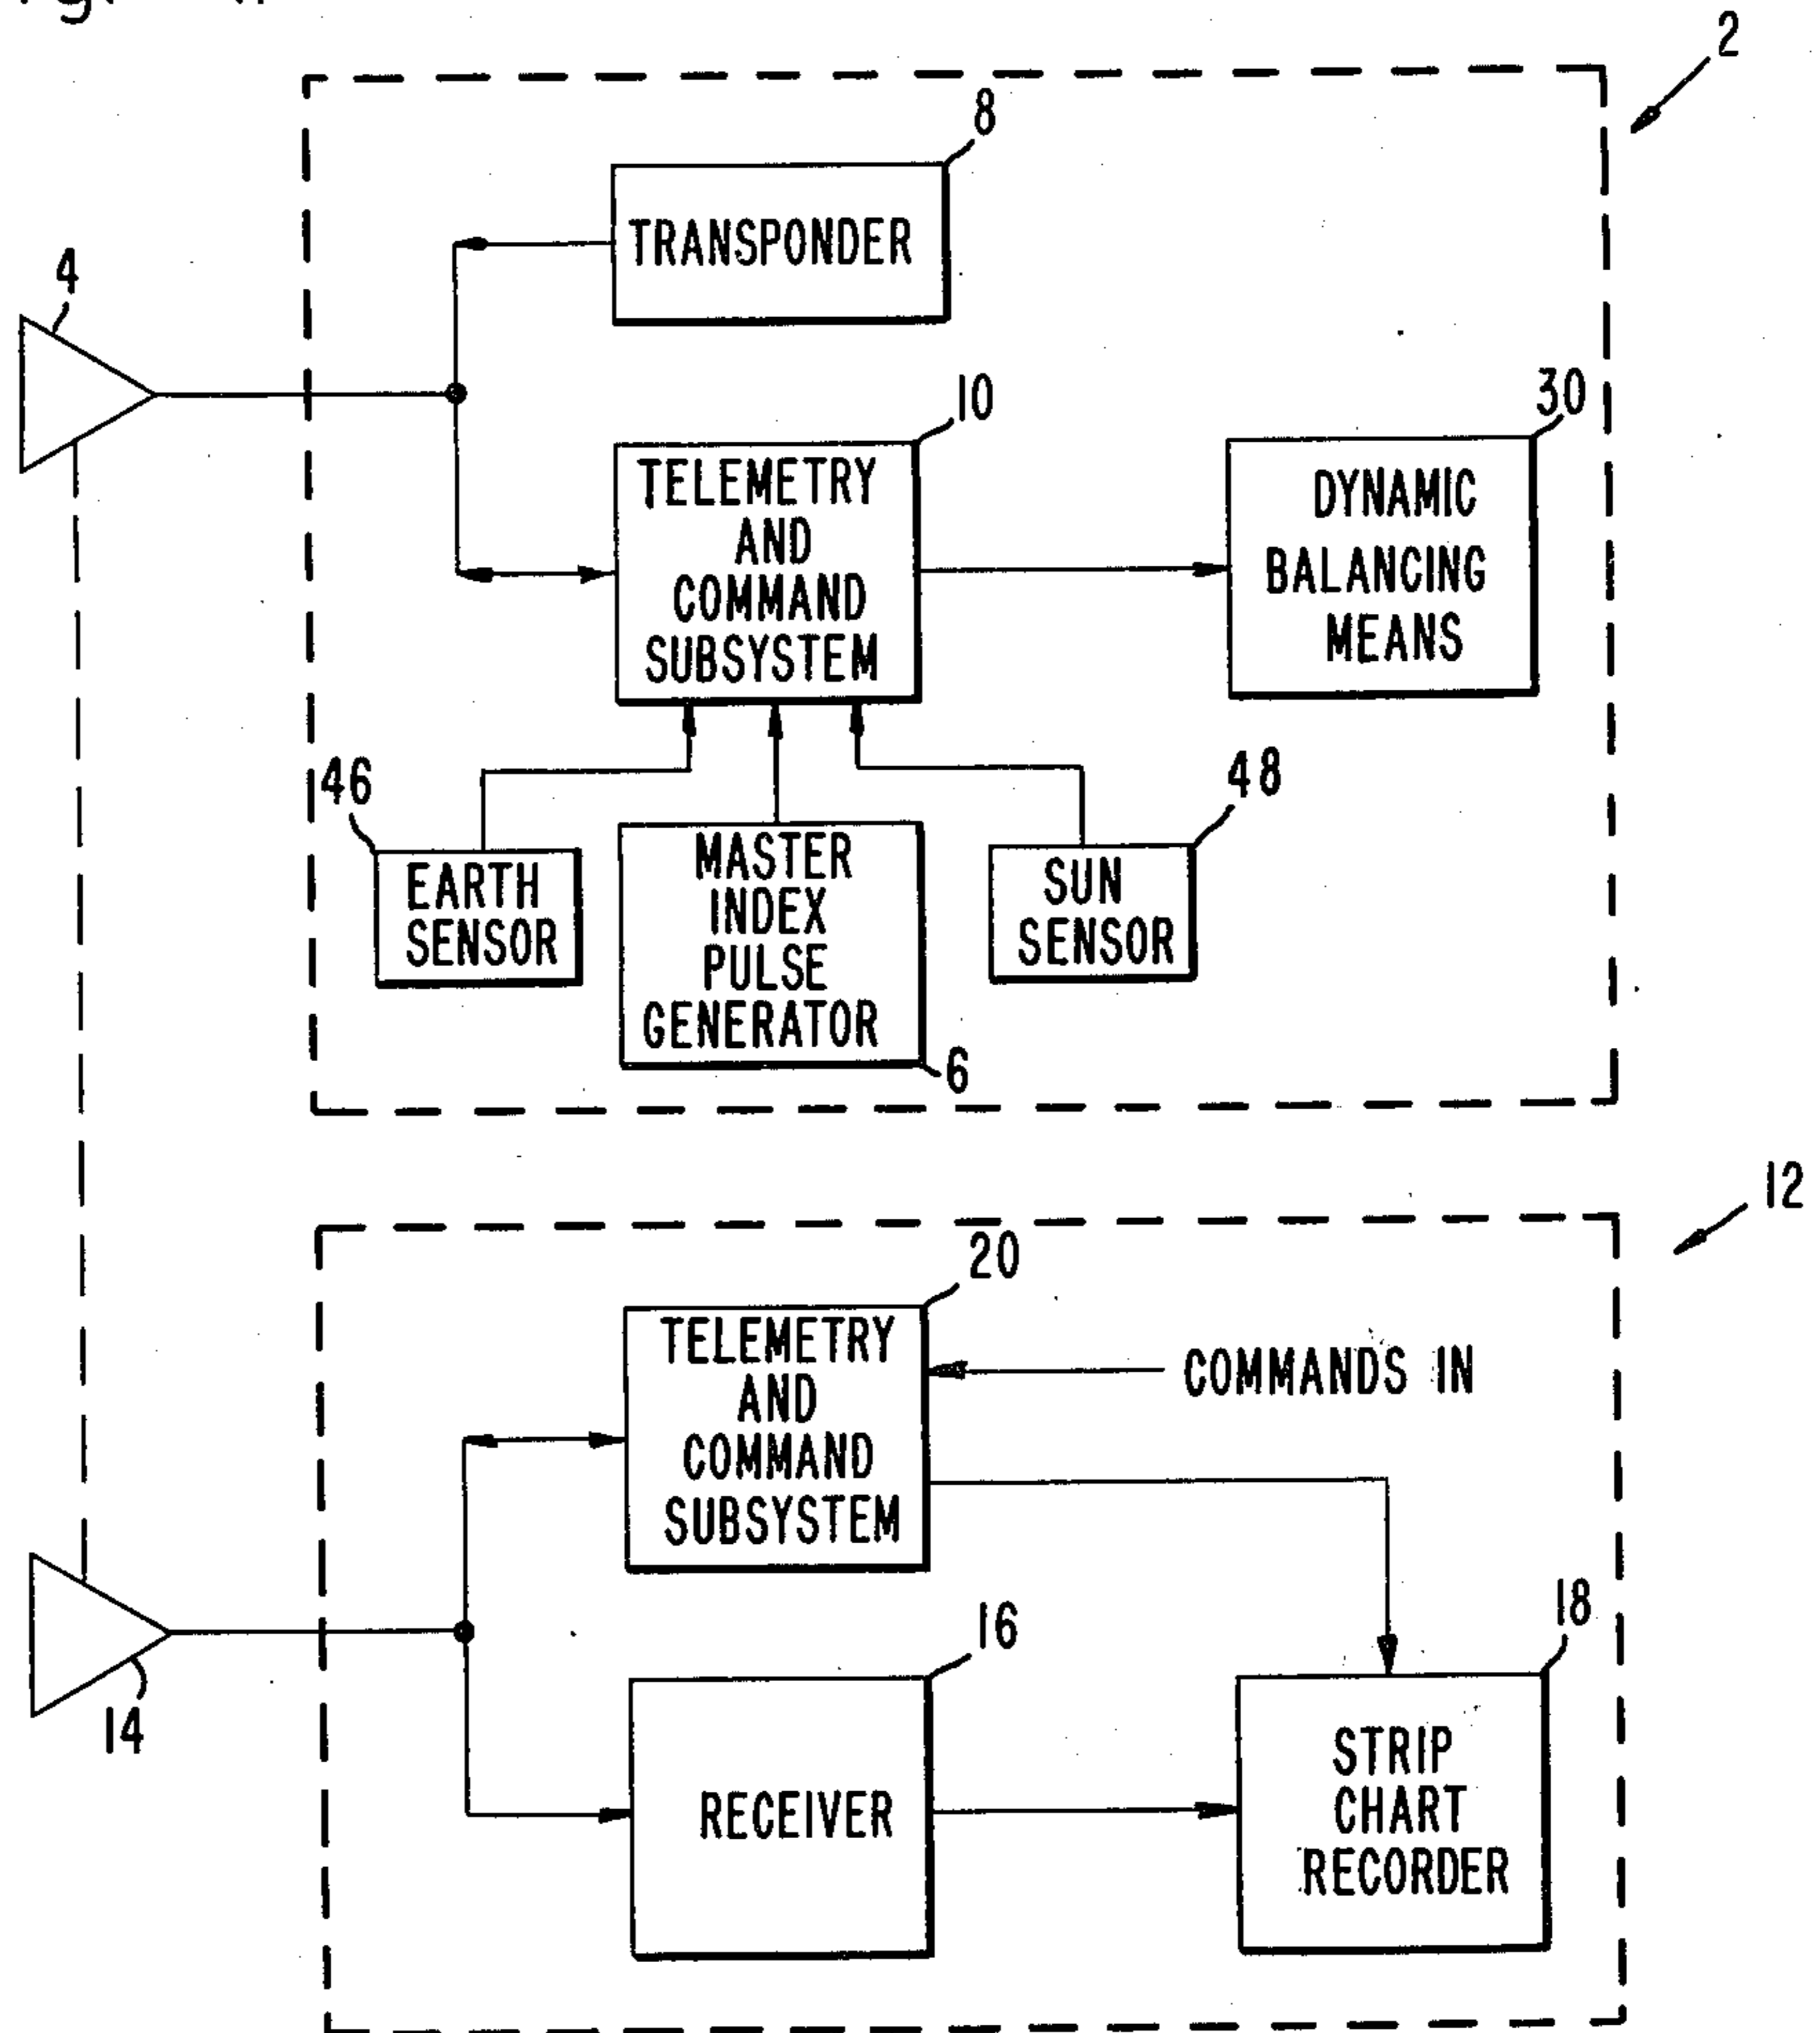 2
8
TRANSPONDER
4
10
TELEMETRY
AND
COMMAND
SUBSYSTEM
30
DYNAMIC
BALANCING
MEANS
46
EARTH
SENSOR
MASTER
INDEX
PULSE
GENERATOR
6
48
SUN
SENSOR
12
20
TELEMETRY
AND
COMMAND
SUBSYSTEM
COMMANDS IN
14
16
RECEIVER
18
STRIP
CHART
RECORDER